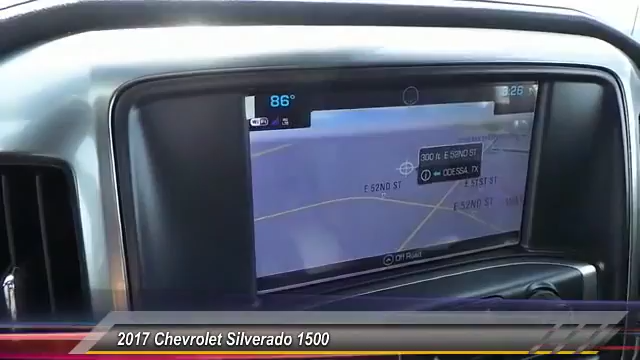 86°
8:26
300 ft. E 52ND ST
ODESSA, TX
E 52ND ST
E 51ST ST
E 52ND ST
Off Road
2017 Chevrolet Silverado 1500